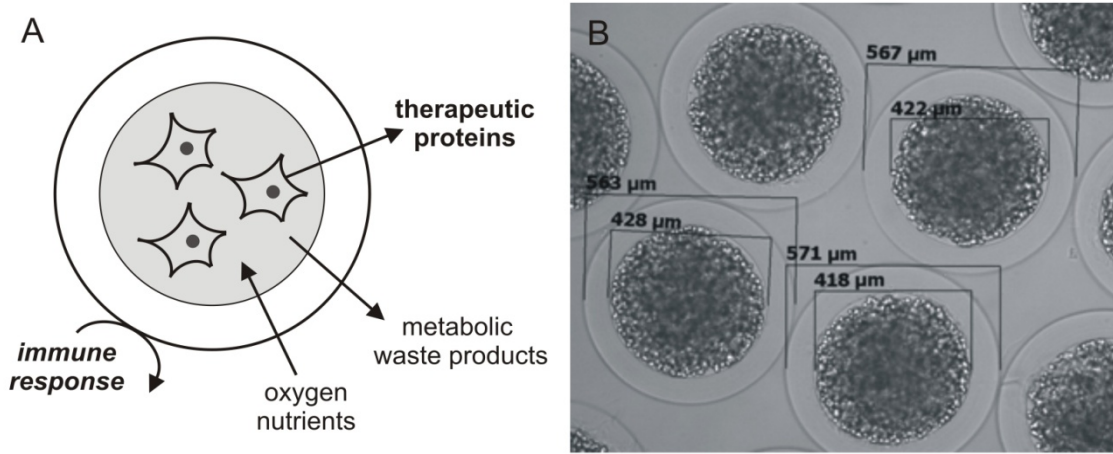 A
therapeutic
proteins
metabolic
waste products
oxygen
nutrients
immune
response
B
567 µm
422 µm
563 µm
428 µm
571 µm
418 µm